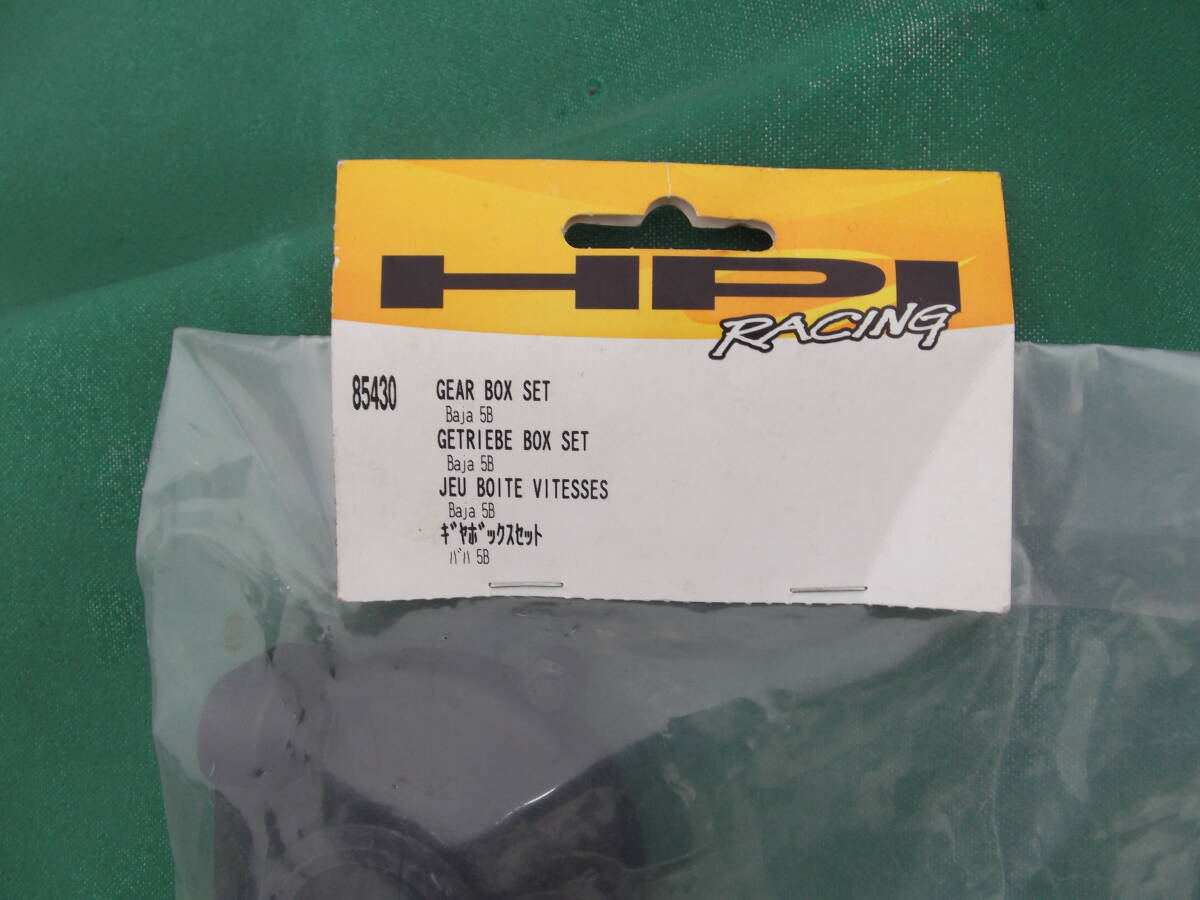 HPI
RACING
85430 GEAR BOX SET
Baja 5B
GETRIEBE BOX SET
Baja 5B
JEU BOITE VITESSES
Baja 5B
ギヤボックスセット
バハ 5B